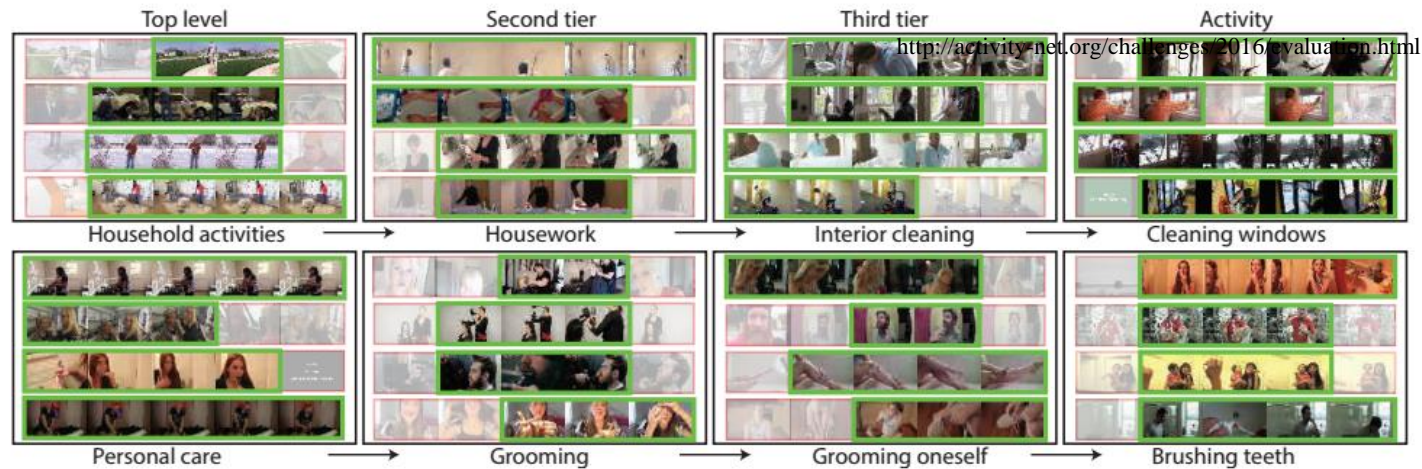 Top level
Second tier
Third tier
Activity
http://activity-net.org/challenges/2016/evaluation.html
Household activities
Housework
Interior cleaning
Cleaning windows
Personal care
Grooming
Grooming oneself
Brushing teeth